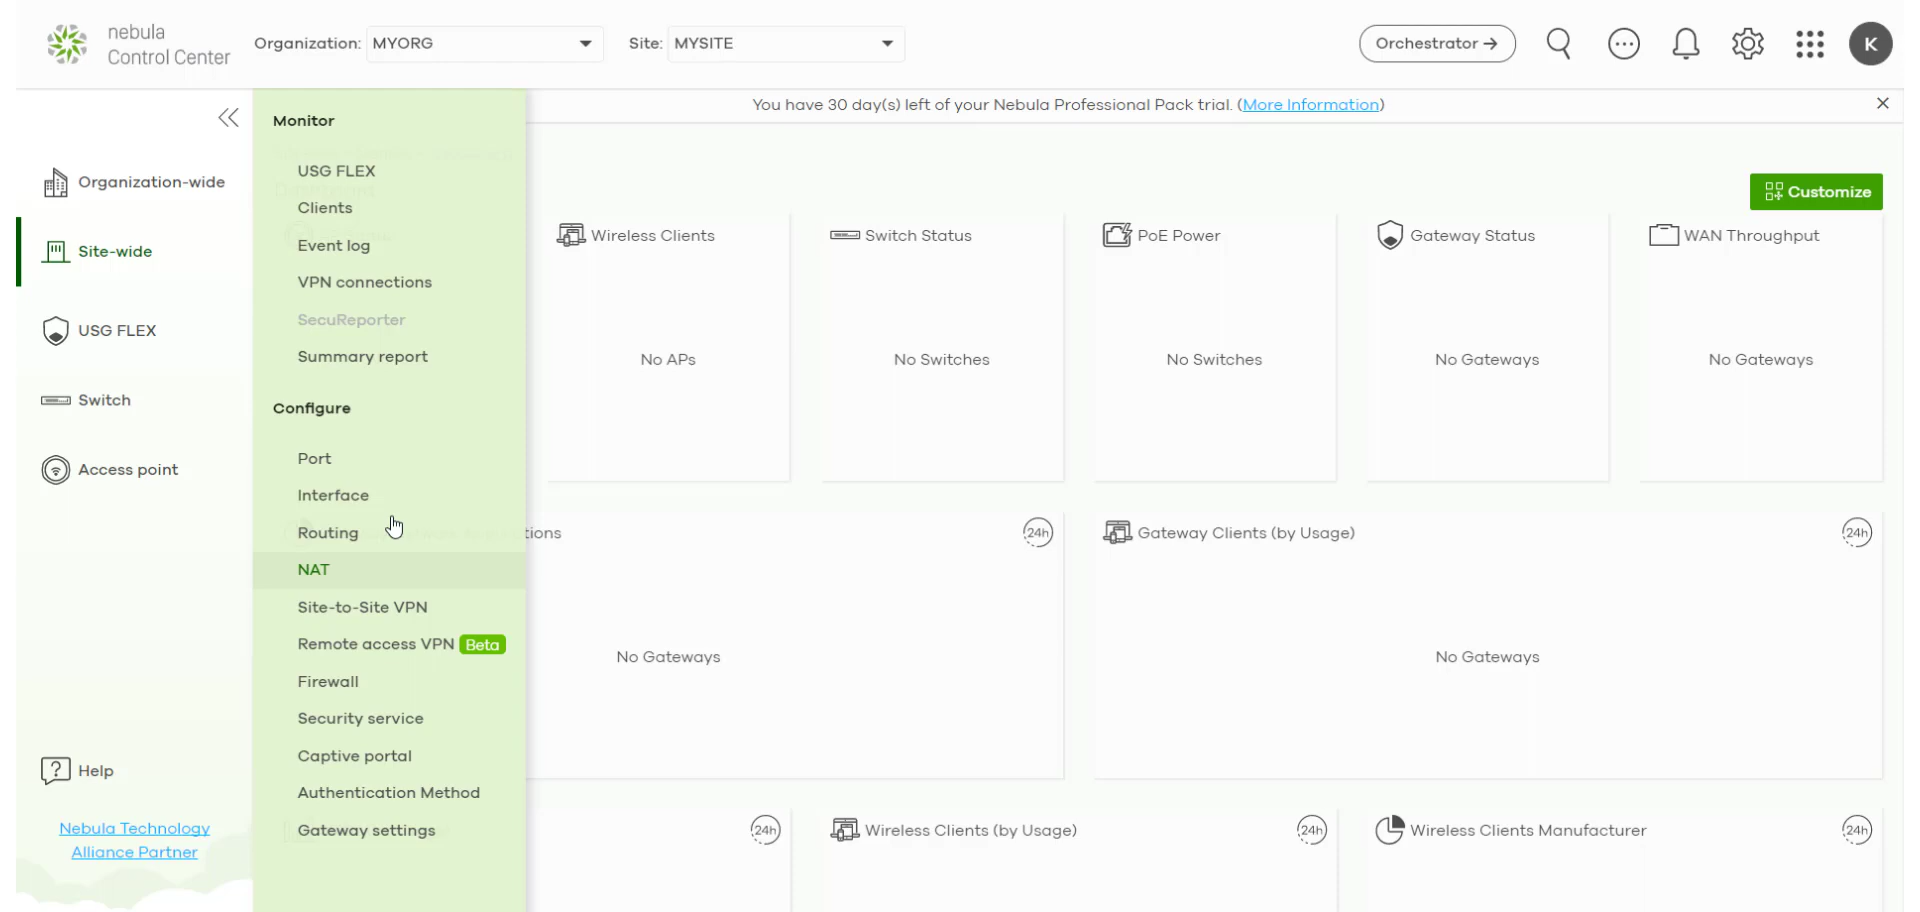 nebula
Control Center
Organization: MYORG
Site: MYSITE
Orchestrator →
K
You have 30 day(s) left of your Nebula Professional Pack trial. (More Information)
Organization-wide
Site-wide
USG FLEX
Switch
Access point
Help
Nebula Technology
Alliance Partner
Monitor
USG FLEX
Clients
Event log
VPN connections
SecuReporter
Summary report
Configure
Port
Interface
Routing
NAT
Site-to-Site VPN
Remote access VPN Beta
Firewall
Security service
Captive portal
Authentication Method
Gateway settings
Customize
Wireless Clients
No APs
Switch Status
No Switches
PoE Power
No Switches
Gateway Status
No Gateways
WAN Throughput
No Gateways
24h
No Gateways
Gateway Clients (by Usage)
24h
No Gateways
24h
Wireless Clients (by Usage)
24h
Wireless Clients Manufacturer
24h